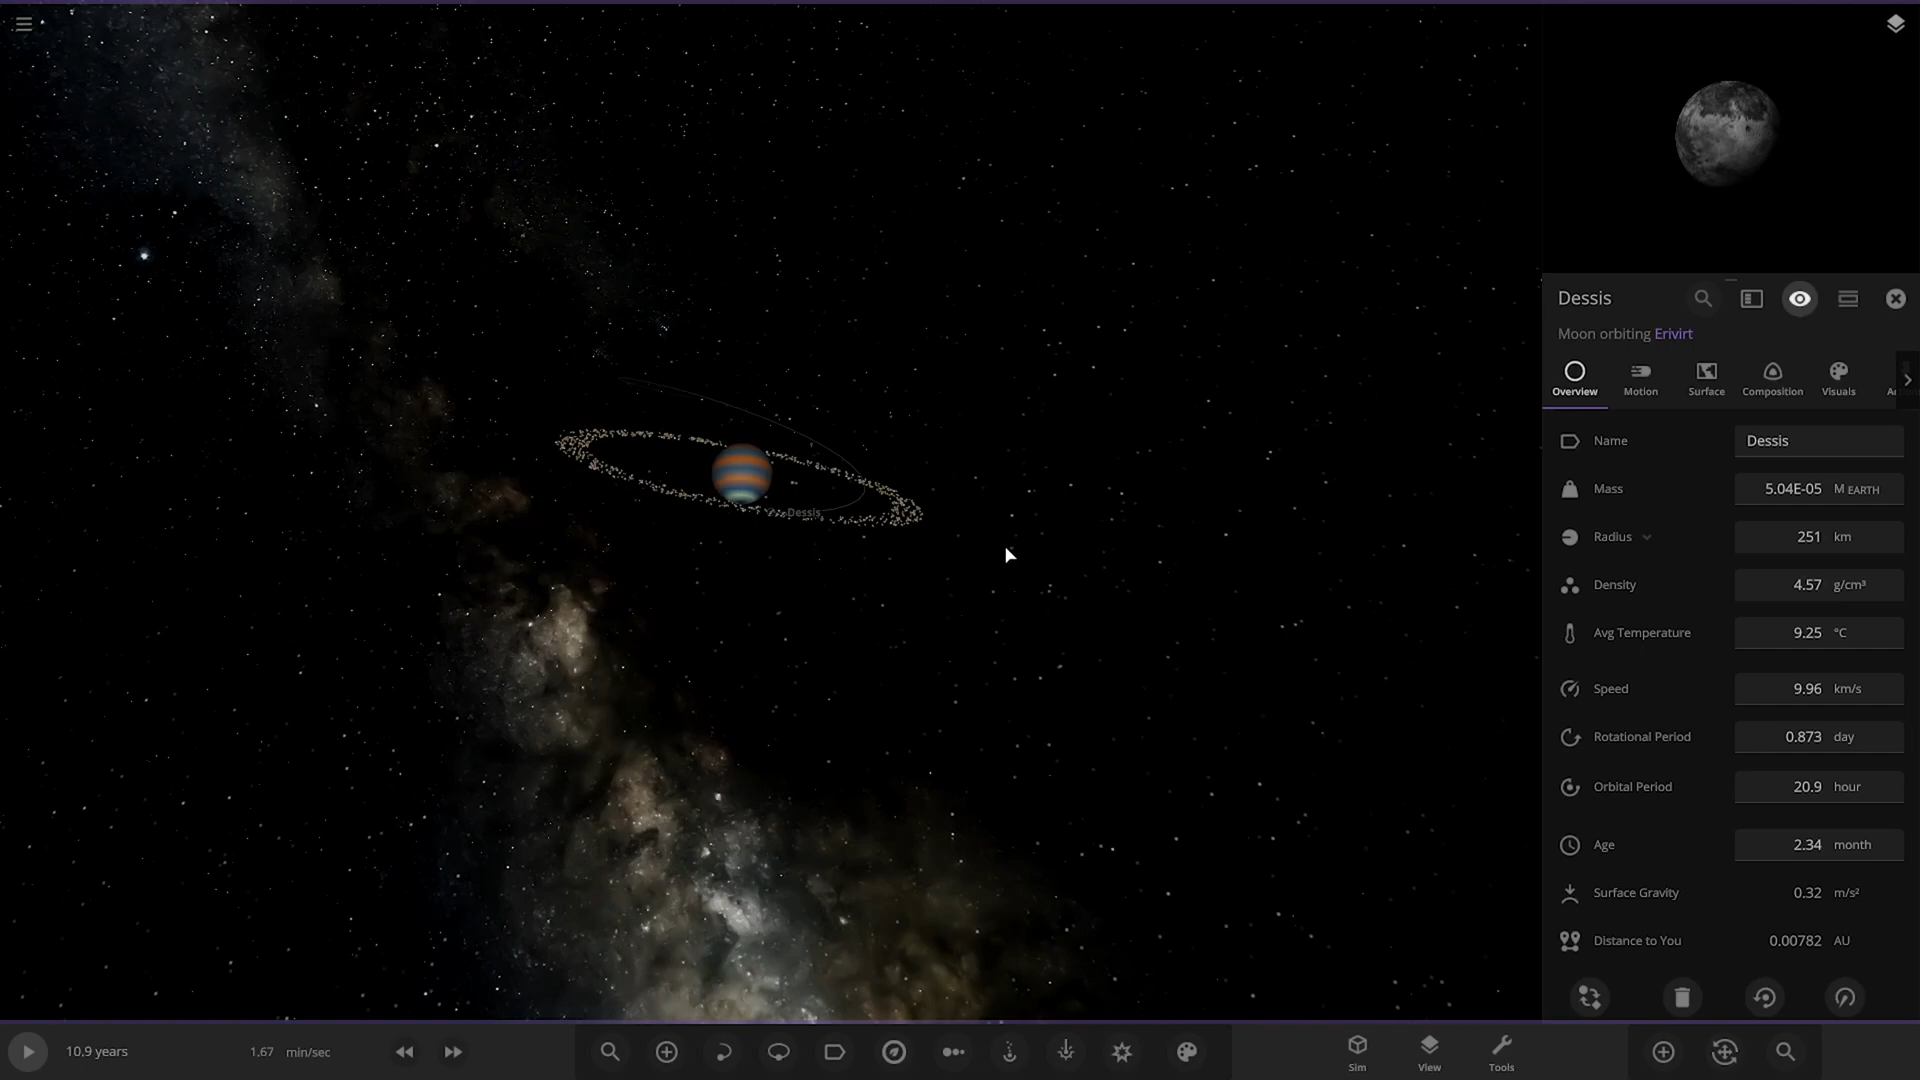 Dessis
Dessis
Moon orbiting Erivirt
Overview Motion Surface Composition Visuals
Name Dessis
Mass 5.04E-05 M EARTH
Radius 251 km
Density 4.57 g/cm³
Avg Temperature 9.25 °C
Speed 9.96 km/s
Rotational Period 0.873 day
Orbital Period 20.9 hour
Age 2.34 month
Surface Gravity 0.32 m/s²
Distance to You 0.00782 AU
10.9 years 1.67 min/sec
Sim View Tools